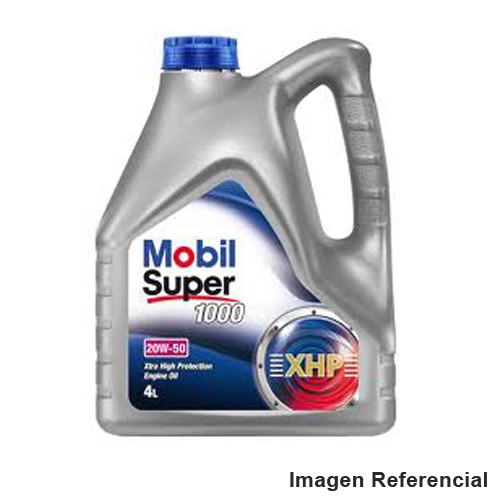 Mobil
Super
1000
20W-50
Xtra High Protection
Engine Oil
4L
XHP
Imagen Referencial